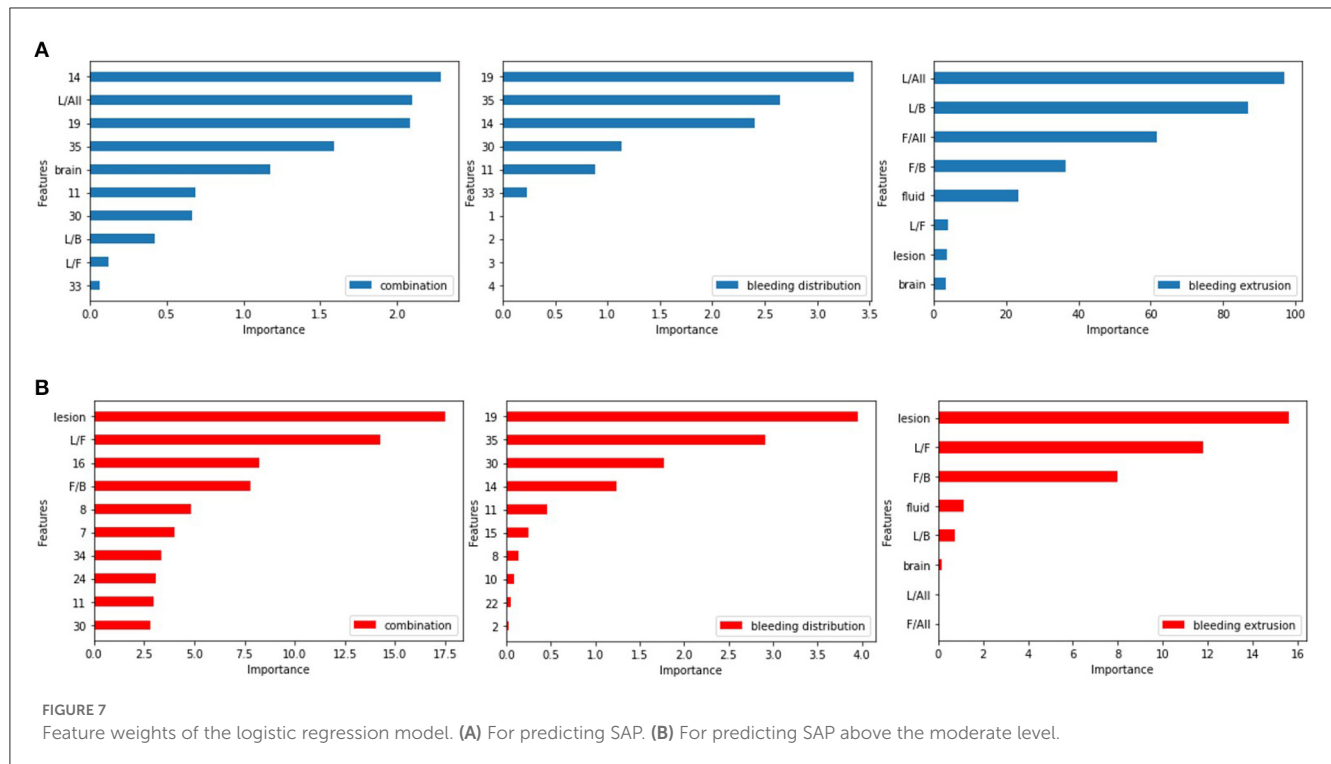 A
Features
14
L/All
19
35
brain
11
30
L/B
L/F
33
combination
0.0 0.5 1.0 1.5 2.0
Importance
Features
19
35
14
30
11
33
1
2
3
4
bleeding distribution
0.0 0.5 1.0 1.5 2.0 2.5 3.0 3.5
Importance
Features
L/All
L/B
F/All
F/B
fluid
L/F
lesion
brain
bleeding extrusion
0 20 40 60 80 100
Importance
B
Features
lesion
L/F
16
F/B
8
7
34
24
11
30
combination
0.0 2.5 5.0 7.5 10.0 12.5 15.0 17.5
Importance
Features
19
35
30
14
11
15
8
10
22
2
bleeding distribution
0.0 0.5 1.0 1.5 2.0 2.5 3.0 3.5 4.0
Importance
Features
lesion
L/F
F/B
fluid
L/B
brain
L/All
F/All
bleeding extrusion
0 2 4 6 8 10 12 14 16
Importance
FIGURE 7
Feature weights of the logistic regression model. (A) For predicting SAP. (B) For predicting SAP above the moderate level.